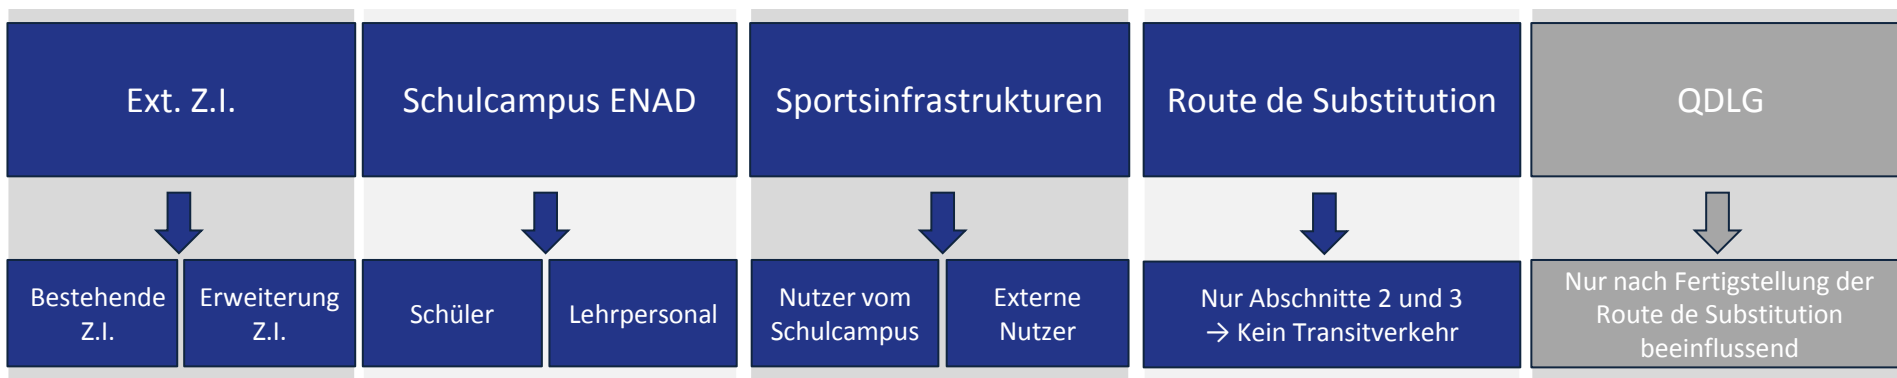 Ext. Z.I.
Schulcampus ENAD
Sportsinfrastrukturen
Route de Substitution
QDLG
Bestehende
Z.I.
Erweiterung
Z.I.
Schüler
Lehrpersonal
Nutzer vom
Schulcampus
Externe
Nutzer
Nur Abschnitte 2 und 3
→ Kein Transitverkehr
Nur nach Fertigstellung der
Route de Substitution
beeinflussend